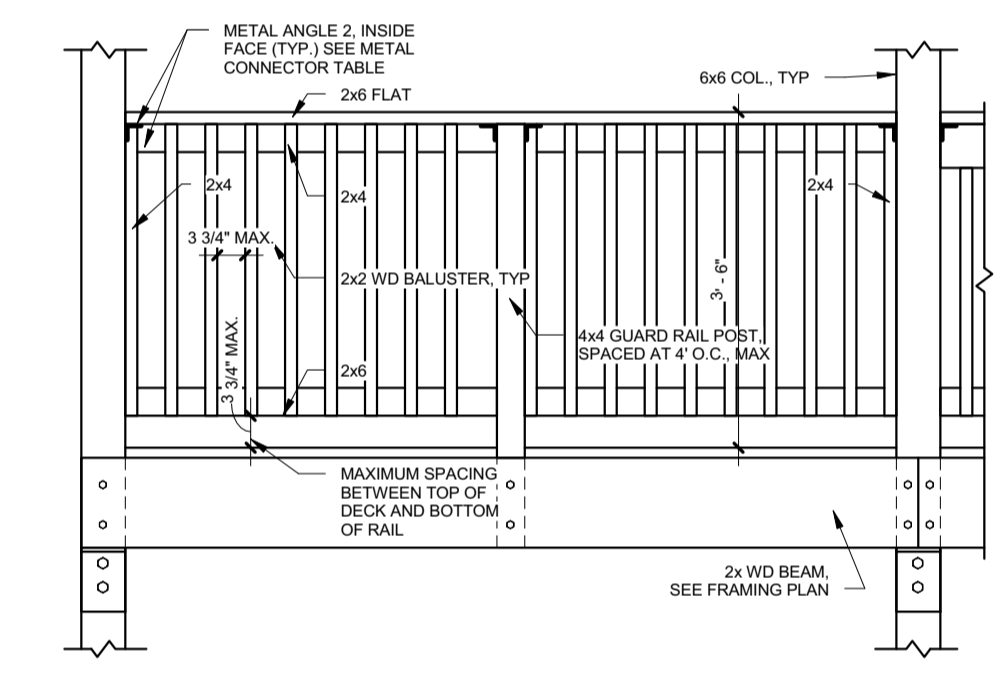 METAL ANGLE 2, INSIDE
FACE (TYP.) SEE METAL
CONNECTOR TABLE
2x6 FLAT
6x6 COL., TYP
2x4
2x4
2x4
3 3/4" MAX.
2x2 WD BALUSTER, TYP
3' - 6"
4x4 GUARD RAIL POST,
SPACED AT 4' O.C., MAX
3 3/4" MAX.
2x6
MAXIMUM SPACING
BETWEEN TOP OF
DECK AND BOTTOM
OF RAIL
2x WD BEAM,
SEE FRAMING PLAN